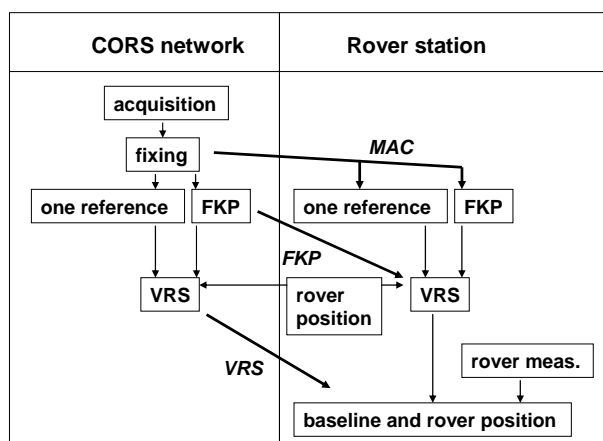 CORS network
Rover station
acquisition
MAC
fixing
one reference
FKP
one reference
FKP
FKP
VRS
rover
position
VRS
VRS
rover meas.
baseline and rover position